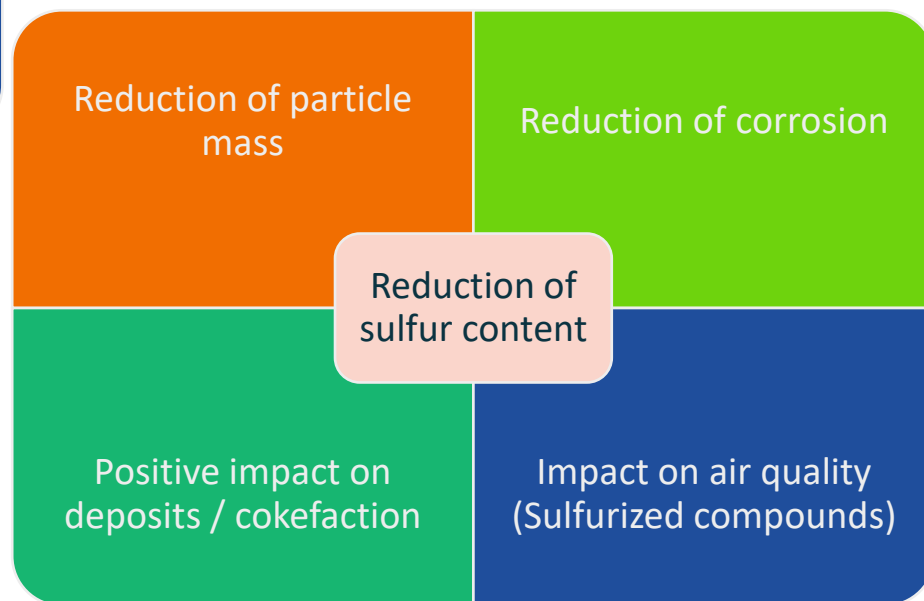 Reduction of particle
mass
Reduction of corrosion
Reduction of
sulfur content
Positive impact on
deposits / cokefaction
Impact on air quality
(Sulfurized compounds)